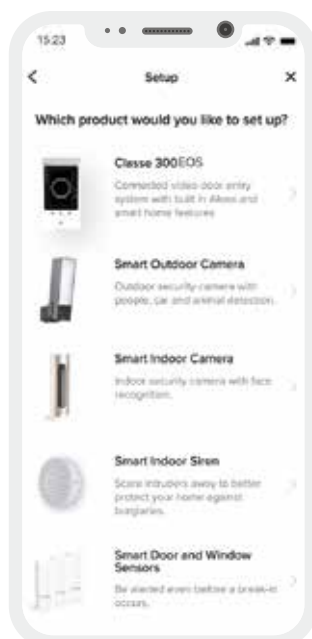 15:23
Setup
Which product would you like to set up?
Classe 300EOS
Connected video door entry
system with built in Alexa and
smart home features
Smart Outdoor Camera
Outdoor security camera with
people, car and animal detection.
Smart Indoor Camera
Indoor security camera with face
recognition.
Smart Indoor Siren
Scare intruders away to better
protect your home against
burglaries.
Smart Door and Window
Sensors
Be alerted even before a break-in
occurs.